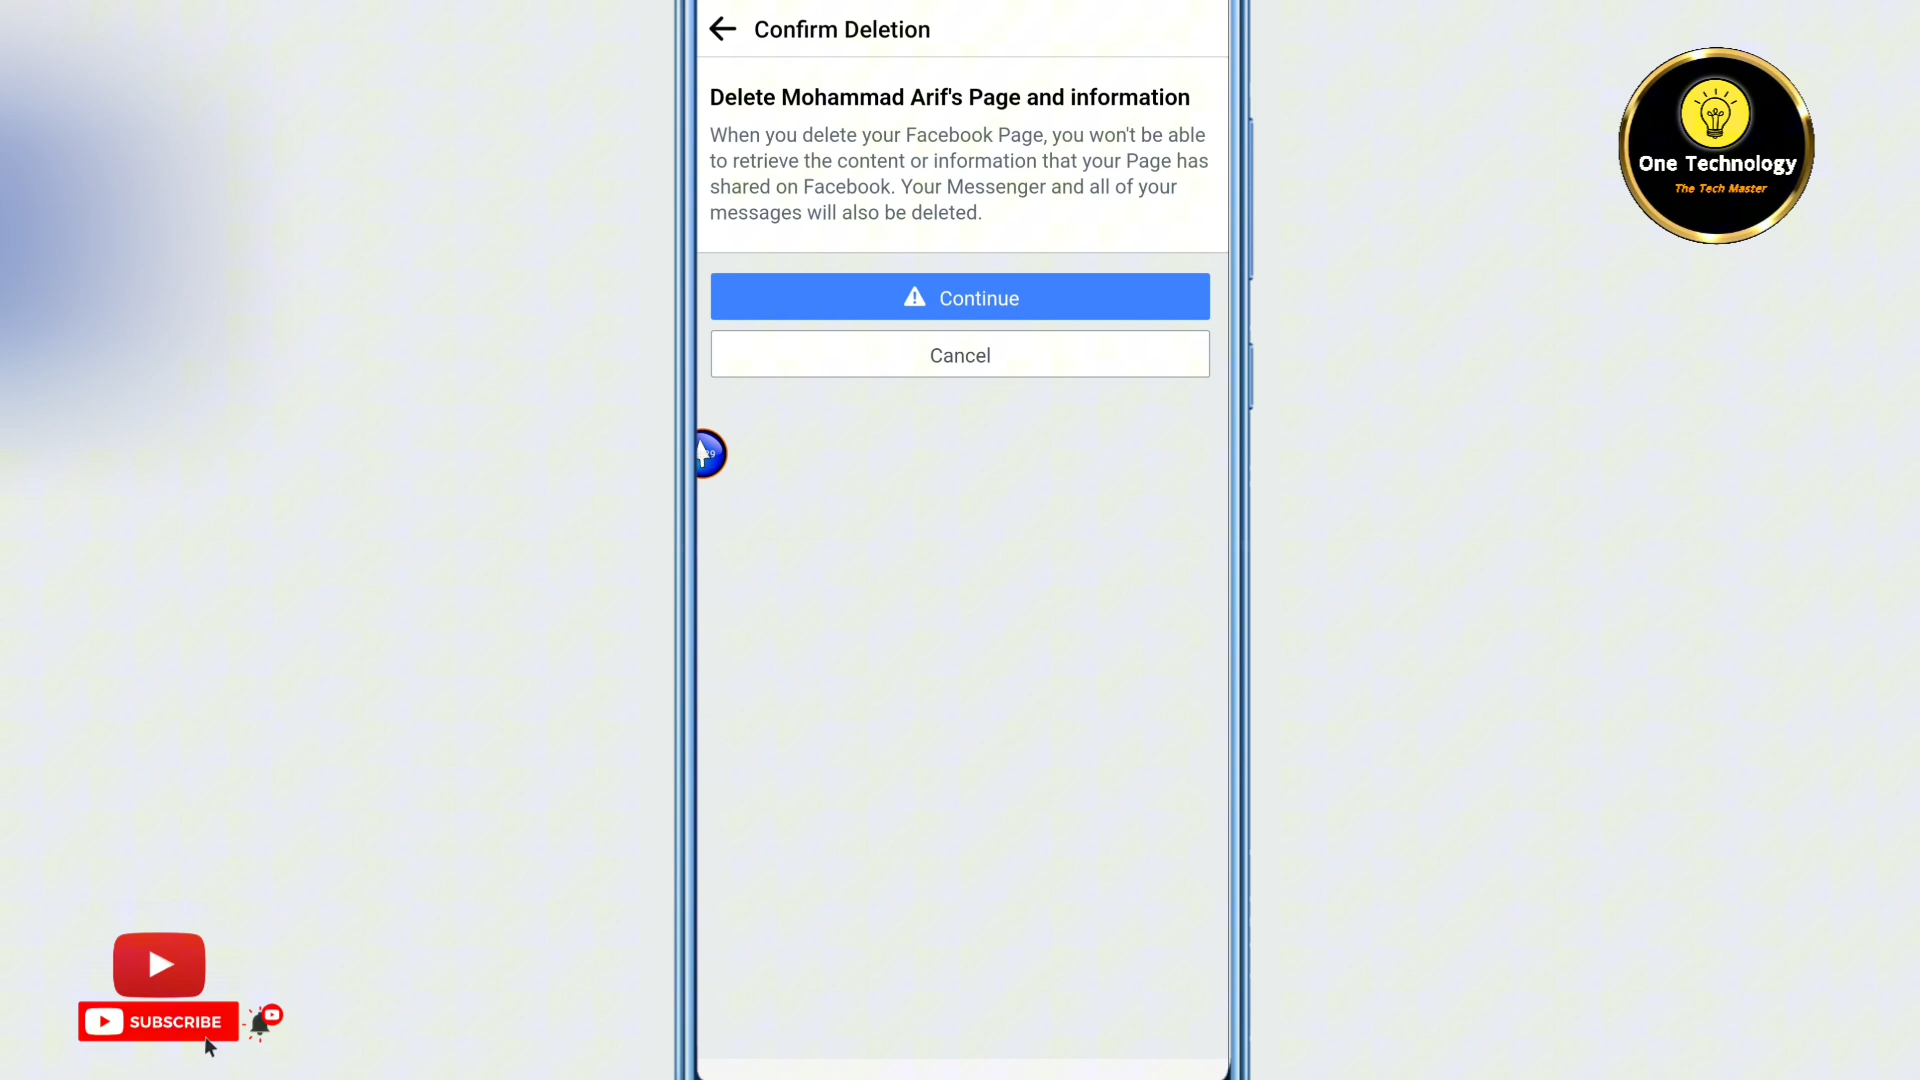 Confirm Deletion
Delete Mohammad Arif's Page and information
When you delete your Facebook Page, you won't be able
to retrieve the content or information that your Page has
shared on Facebook. Your Messenger and all of your
messages will also be deleted.
Continue
Cancel
One Technology
The Tech Master
SUBSCRIBE